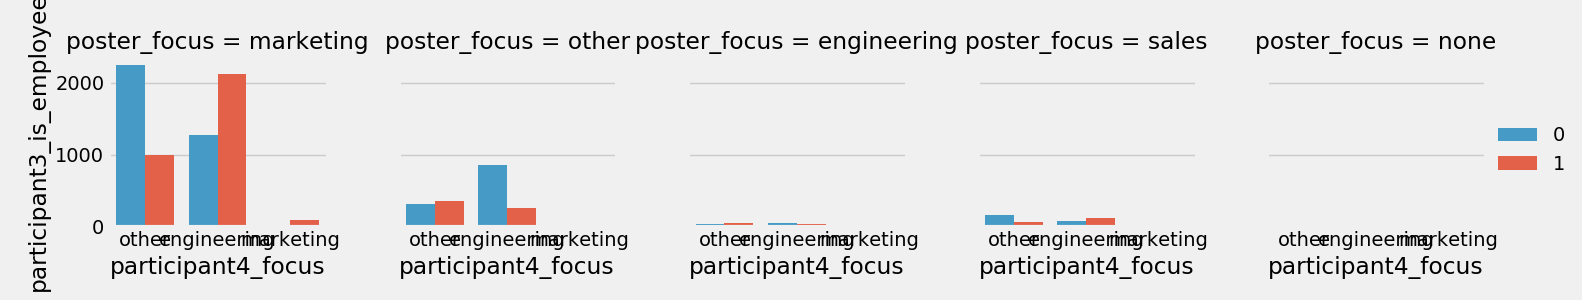 participant3_is_employee
poster_focus = marketing
poster_focus = other
poster_focus = engineering
poster_focus = sales
poster_focus = none
2000
1000
0
other engineering marketing
participant4_focus
other engineering marketing
participant4_focus
other engineering marketing
participant4_focus
other engineering marketing
participant4_focus
other engineering marketing
participant4_focus
0
1